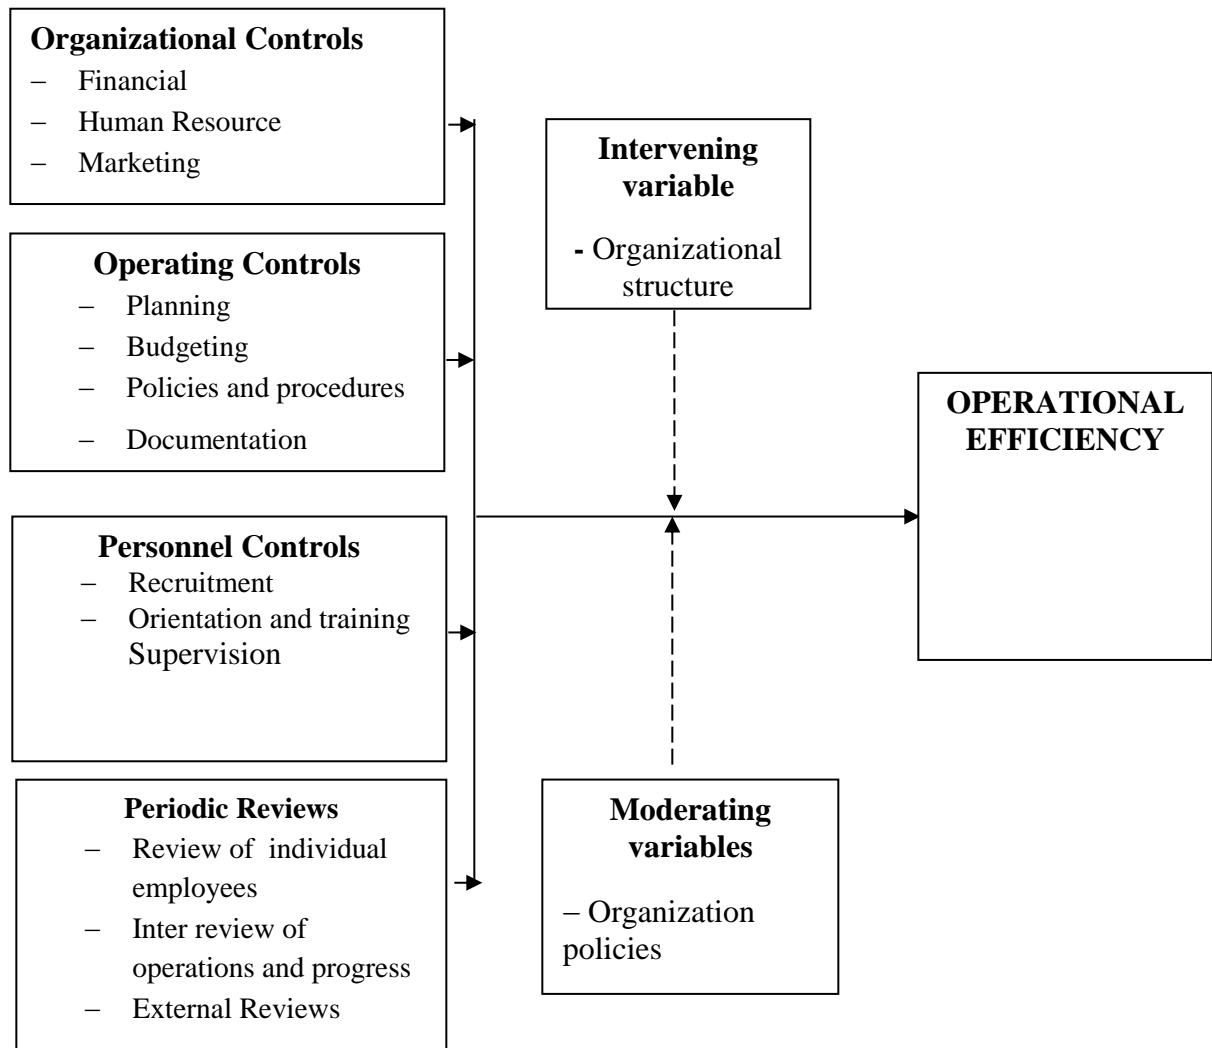 Organizational Controls
– Financial
– Human Resource
– Marketing
Operating Controls
– Planning
– Budgeting
– Policies and procedures
– Documentation
Personnel Controls
– Recruitment
– Orientation and training
Supervision
Periodic Reviews
– Review of individual
employees
– Inter review of
operations and progress
– External Reviews
Intervening
variable
- Organizational
structure
Moderating
variables
– Organization
policies
OPERATIONAL
EFFICIENCY